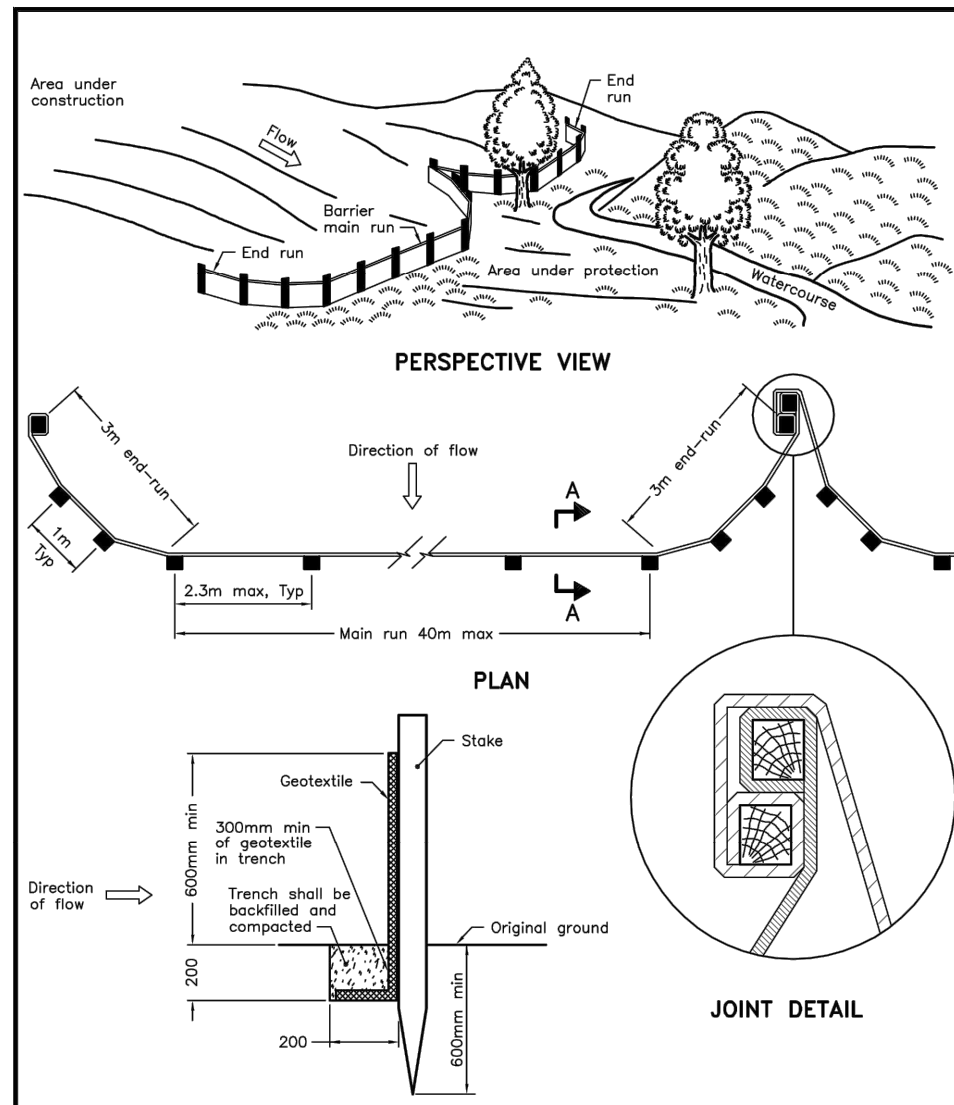 Area under
construction
End
run
Flow
Barrier
main run
End run
Area under protection
Watercourse
PERSPECTIVE VIEW
3m end-run
Direction of flow
3m end-run
A
1m
Typ
2.3m max, Typ
A
Main run 40m max
PLAN
Stake
Geotextile
600mm min
300mm min
of geotextile
in trench
Direction
of flow
Trench shall be
backfilled and
compacted
Original ground
200
600mm min
200
JOINT DETAIL